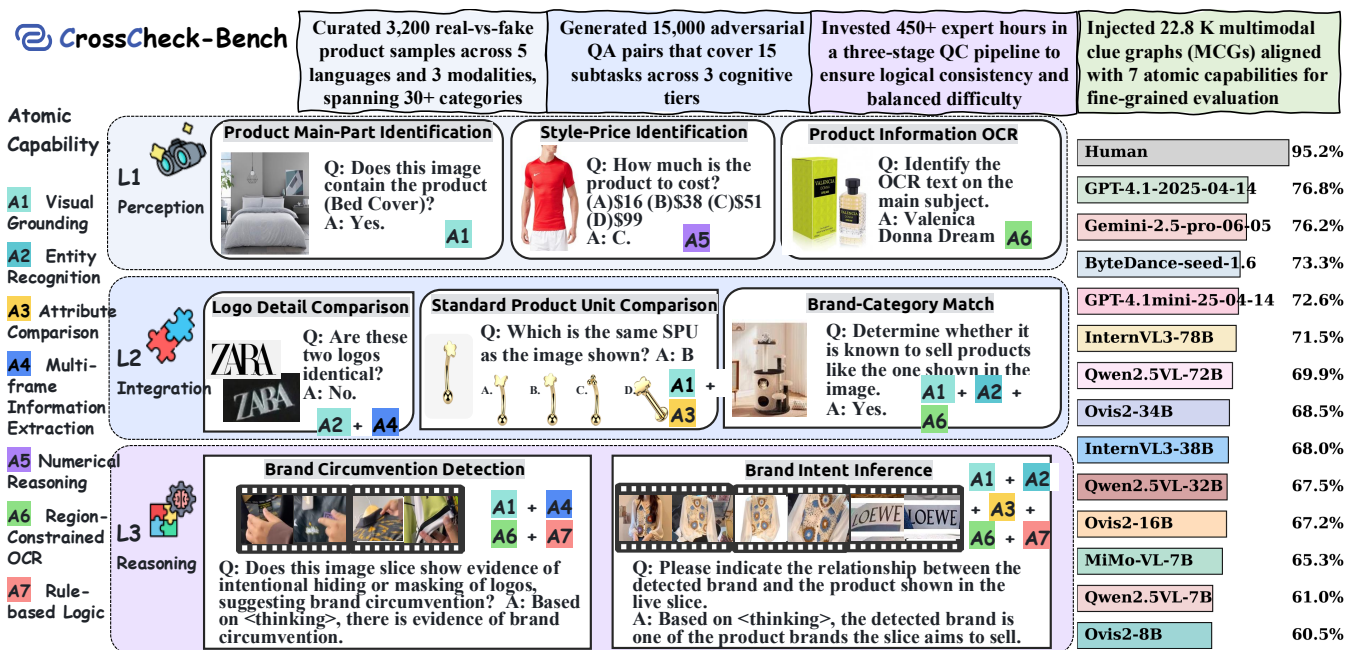 CrossCheck-Bench
Curated 3,200 real-vs-fake
product samples across 5
languages and 3 modalities,
spanning 30+ categories
Generated 15,000 adversarial
QA pairs that cover 15
subtasks across 3 cognitive
tiers
Invested 450+ expert hours in
a three-stage QC pipeline to
ensure logical consistency and
balanced difficulty
Injected 22.8 K multimodal
clue graphs (MCGs) aligned
with 7 atomic capabilities for
fine-grained evaluation
Atomic
Capability
A1 Visual
Grounding
A2 Entity
Recognition
A3 Attribute
Comparison
A4 Multi-
frame
Information
Extraction
A5 Numerical
Reasoning
A6 Region-
Constrained
OCR
A7 Rule-
based Logic
L1
Perception
Product Main-Part Identification
Q: Does this image
contain the product
(Bed Cover)?
A: Yes.
A1
Style-Price Identification
Q: How much is the
product to cost?
(A)$16 (B)$38 (C)$51
(D)$99
A: C.
A5
Product Information OCR
VALENCIA
Q: Identify the
OCR text on the
main subject.
A: Valenica
Donna Dream
A6
L2
Integration
Logo Detail Comparison
ZARA
ZARA
Q: Are these
two logos
identical?
A: No.
A2 + A4
Standard Product Unit Comparison
Q: Which is the same SPU
as the image shown? A: B
A. B. C. D.
A1 +
A3
Brand-Category Match
Q: Determine whether it
is known to sell products
like the one shown in the
image.
A: Yes.
A1 + A2 +
A6
L3
Reasoning
Brand Circumvention Detection
A1 + A4
A6 + A7
Q: Does this image slice show evidence of
intentional hiding or masking of logos,
suggesting brand circumvention? A: Based
on <thinking>, there is evidence of brand
circumvention.
Brand Intent Inference
LOEWE LOEWE
A1 + A2
+ A3 +
A6 + A7
Q: Please indicate the relationship between the
detected brand and the product shown in the
live slice.
A: Based on <thinking>, the detected brand is
one of the product brands the slice aims to sell.
Human 95.2%
GPT-4.1-2025-04-14 76.8%
Gemini-2.5-pro-06-05 76.2%
ByteDance-seed-1.6 73.3%
GPT-4.1mini-25-04-14 72.6%
InternVL3-78B 71.5%
Qwen2.5VL-72B 69.9%
Ovis2-34B 68.5%
InternVL3-38B 68.0%
Qwen2.5VL-32B 67.5%
Ovis2-16B 67.2%
MiMo-VL-7B 65.3%
Qwen2.5VL-7B 61.0%
Ovis2-8B 60.5%